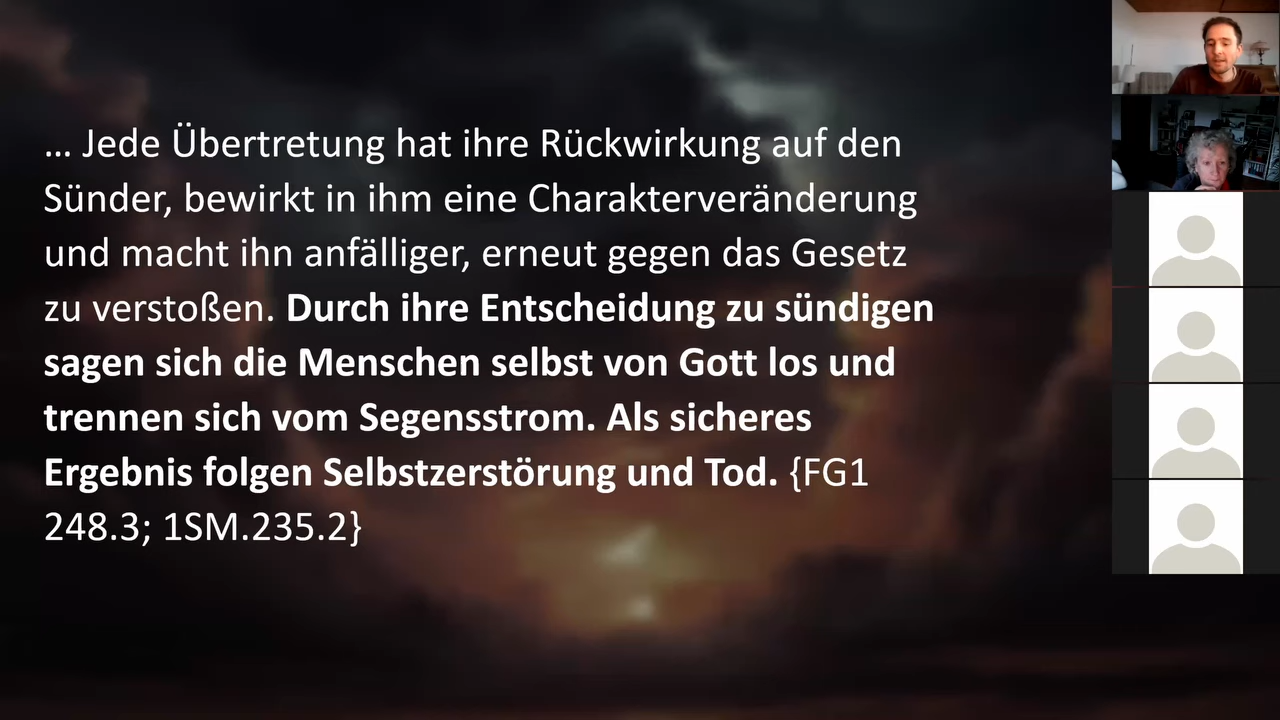 … Jede Übertretung hat ihre Rückwirkung auf den
Sünder, bewirkt in ihm eine Charakterveränderung
und macht ihn anfälliger, erneut gegen das Gesetz
zu verstoßen. Durch ihre Entscheidung zu sündigen
sagen sich die Menschen selbst von Gott los und
trennen sich vom Segensstrom. Als sicheres
Ergebnis folgen Selbstzerstörung und Tod. {FG1
248.3; 1SM.235.2}